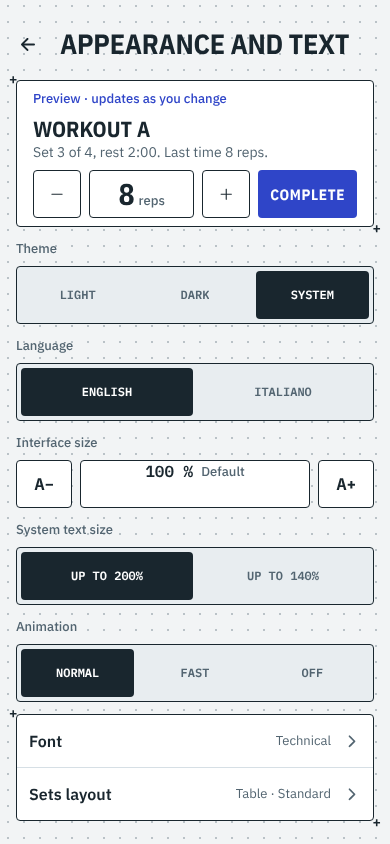 APPEARANCE AND TEXT
Preview · updates as you change
WORKOUT A
Set 3 of 4, rest 2:00. Last time 8 reps.
− 8 reps + COMPLETE
Theme
LIGHT DARK SYSTEM
Language
ENGLISH ITALIANO
Interface size
A− 100 % Default A+
System text size
UP TO 200% UP TO 140%
Animation
NORMAL FAST OFF
Font Technical
Sets layout Table · Standard